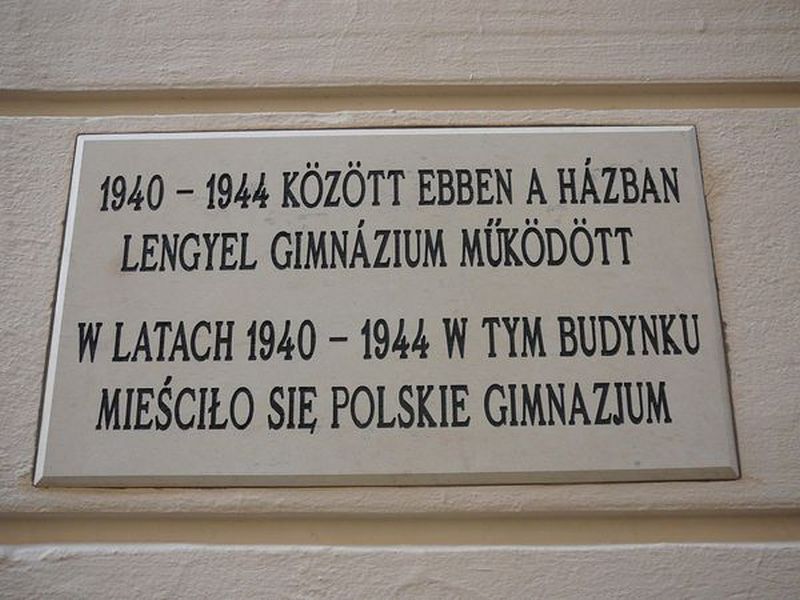 1940 – 1944 KÖZÖTT EBBEN A HÁZBAN
LENGYEL GIMNÁZIUM MŰKÖDÖTT
W LATACH 1940 – 1944 W TYM BUDYNKU
MIEŚCIŁO SIĘ POLSKIE GIMNAZJUM